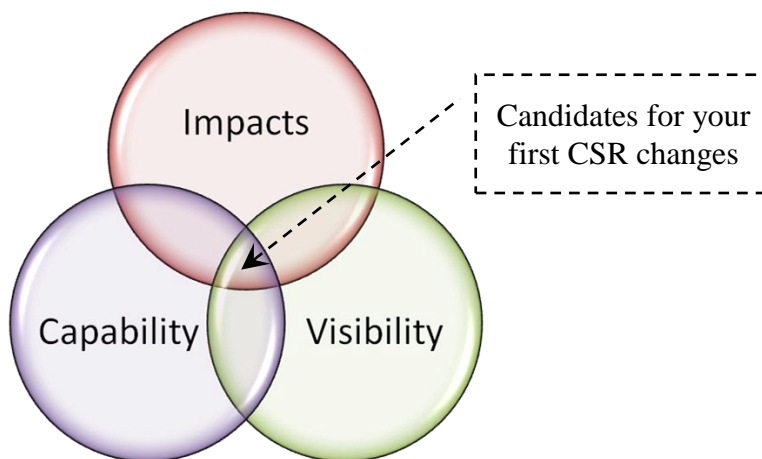 Impacts
Candidates for your
first CSR changes
Capability
Visibility